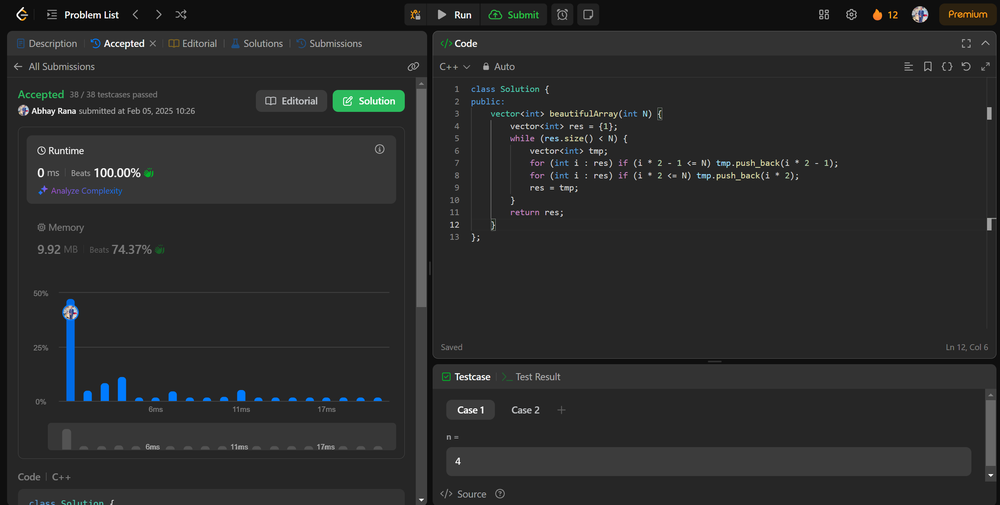 Problem List
Run
Submit
12
Premium
Description
Accepted
Editorial
Solutions
Submissions
All Submissions
Accepted 38 / 38 testcases passed
Abhay Rana submitted at Feb 05, 2025 10:26
Editorial
Solution
Runtime
0 ms Beats 100.00%
Analyze Complexity
Memory
9.92 MB Beats 74.37%
50%
25%
0%
6ms 11ms 17ms
6ms 11ms 17ms
Code C++
class Solution {
</> Code
C++ Auto
1 class Solution {
2 public:
3 vector<int> beautifulArray(int N) {
4 vector<int> res = {1};
5 while (res.size() < N) {
6 vector<int> tmp;
7 for (int i : res) if (i * 2 - 1 <= N) tmp.push_back(i * 2 - 1);
8 for (int i : res) if (i * 2 <= N) tmp.push_back(i * 2);
9 res = tmp;
10 }
11 return res;
12 }
13 };
Saved
Ln 12, Col 6
Testcase
Test Result
Case 1
Case 2
n =
4
</> Source